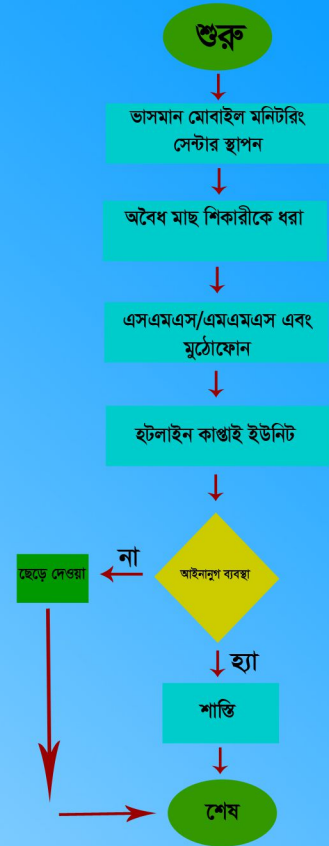 শুরু
ভাসমান মোবাইল মনিটরিং
সেন্টার স্থাপন
অবৈধ মাছ শিকারীকে ধরা
এসএমএস/এমএমএস এবং
মুঠোফোন
হটলাইন কাপ্তাই ইউনিট
আইনানুগ ব্যবস্থা
না
ছেড়ে দেওয়া
হ্যা
শাস্তি
শেষ